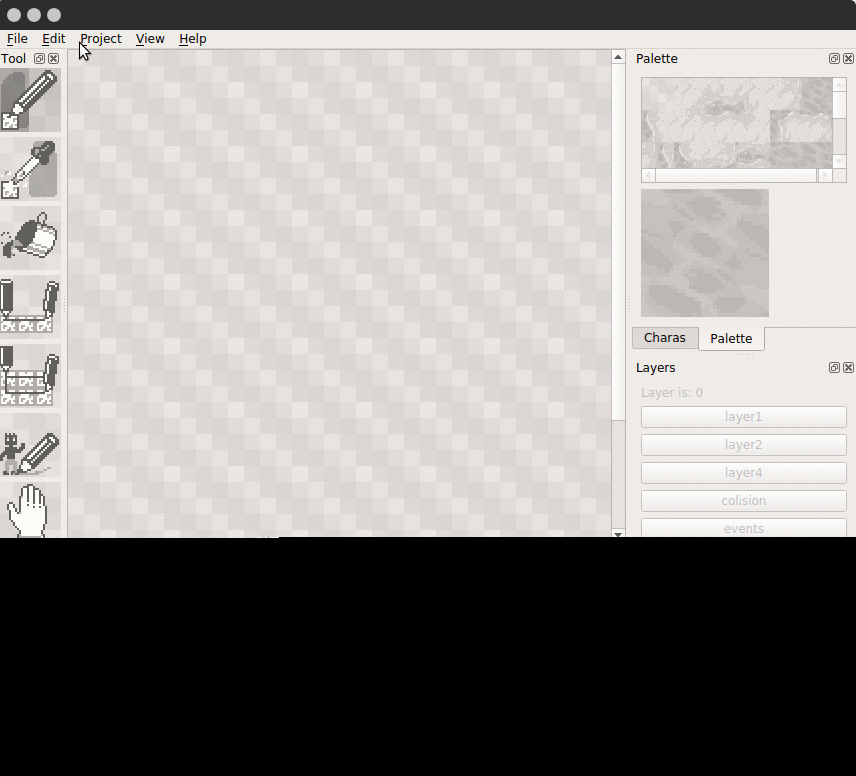 File Edit Project View Help
Tool
Palette
Charas Palette
Layers
Layer is: 0
layer1
layer2
layer4
colision
events